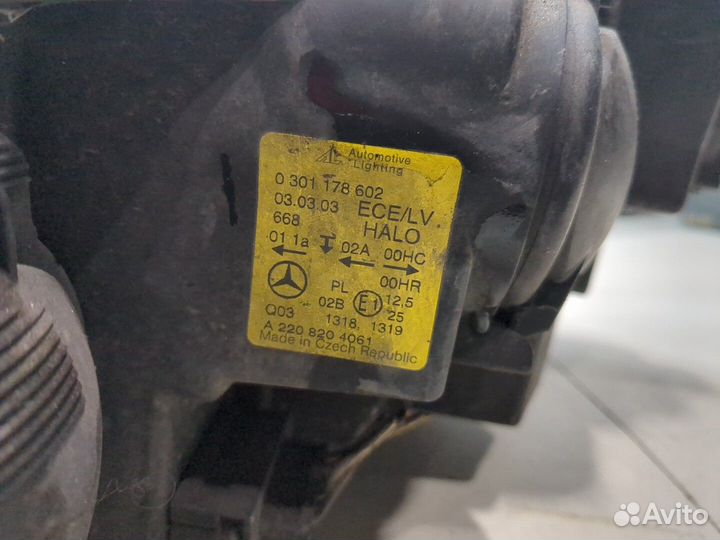 Automotive
Lighting
0 301 178 602
03.03.03 ECE/LV
668 HALO
01 1a 02A 00HC
00HR
PL 02B E1 12,5
25
Q03 1318, 1319
A 220 820 4061
Made in Czech Republic
Avito